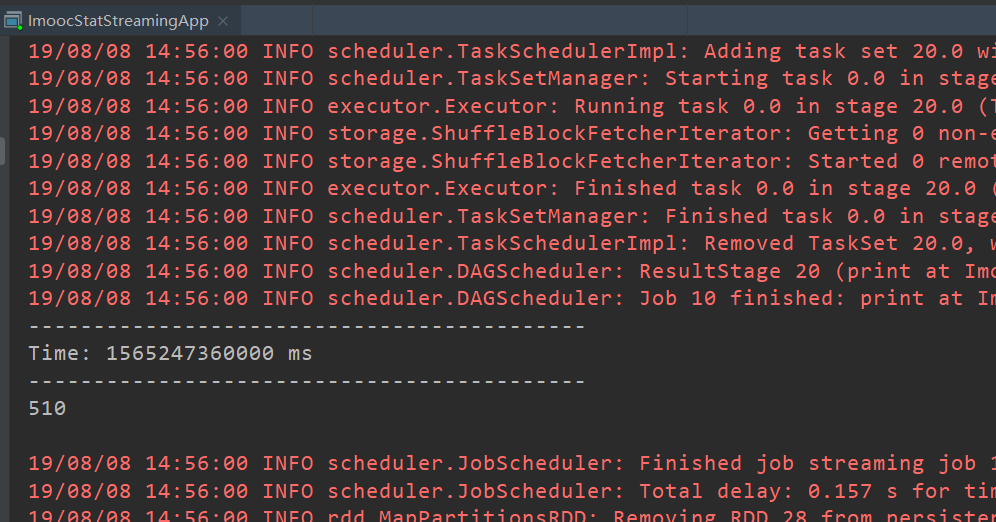 ImoocStatStreamingApp
19/08/08 14:56:00 INFO scheduler.TaskSchedulerImpl: Adding task set 20.0 wi
19/08/08 14:56:00 INFO scheduler.TaskSetManager: Starting task 0.0 in stage
19/08/08 14:56:00 INFO executor.Executor: Running task 0.0 in stage 20.0 (T
19/08/08 14:56:00 INFO storage.ShuffleBlockFetcherIterator: Getting 0 non-e
19/08/08 14:56:00 INFO storage.ShuffleBlockFetcherIterator: Started 0 remot
19/08/08 14:56:00 INFO executor.Executor: Finished task 0.0 in stage 20.0 (
19/08/08 14:56:00 INFO scheduler.TaskSetManager: Finished task 0.0 in stage
19/08/08 14:56:00 INFO scheduler.TaskSchedulerImpl: Removed TaskSet 20.0, w
19/08/08 14:56:00 INFO scheduler.DAGScheduler: ResultStage 20 (print at Imo
19/08/08 14:56:00 INFO scheduler.DAGScheduler: Job 10 finished: print at Im
-------------------------------------------
Time: 1565247360000 ms
-------------------------------------------
510
19/08/08 14:56:00 INFO scheduler.JobScheduler: Finished job streaming job 1
19/08/08 14:56:00 INFO scheduler.JobScheduler: Total delay: 0.157 s for tim
19/08/08 14:56:00 INFO rdd.MapPartitionsRDD: Removing RDD 28 from persisten